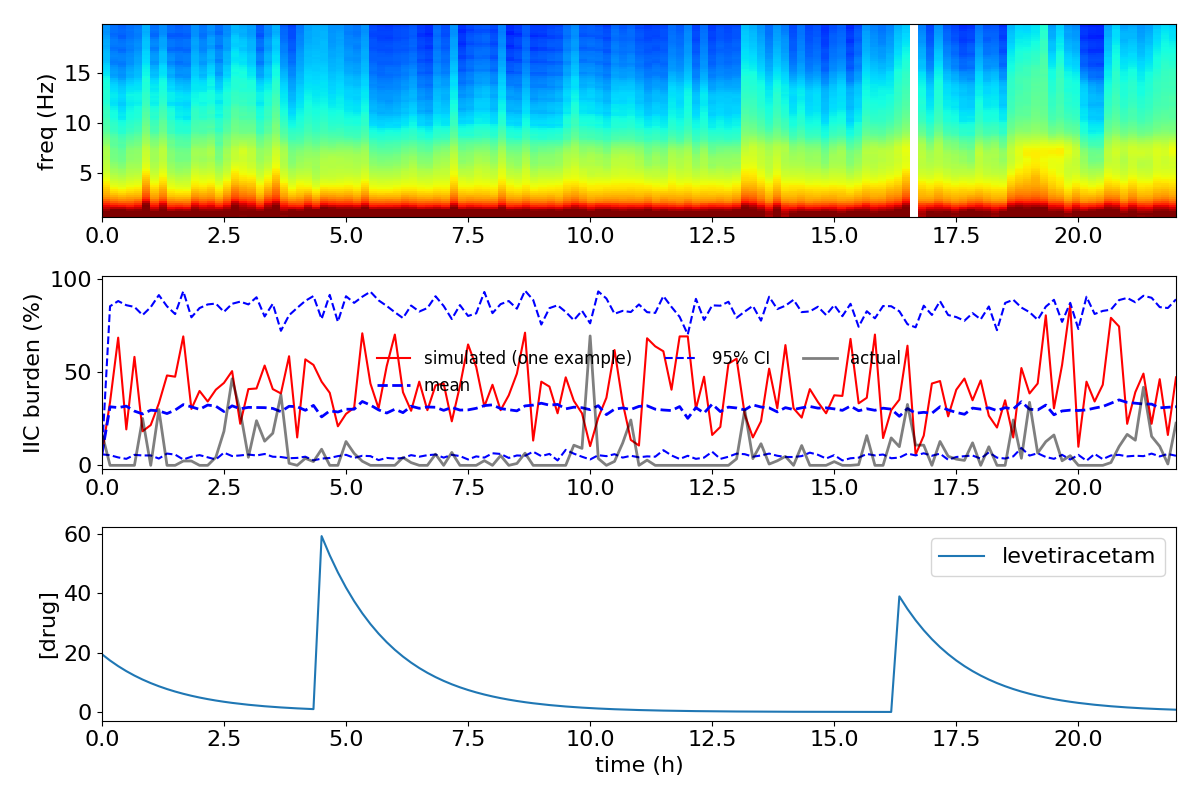 freq (Hz)
15
10
5
0.0 2.5 5.0 7.5 10.0 12.5 15.0 17.5 20.0
IIC burden (%)
100
50
0
simulated (one example) 95% CI actual
mean
0.0 2.5 5.0 7.5 10.0 12.5 15.0 17.5 20.0
[drug]
60
40
20
0
levetiracetam
0.0 2.5 5.0 7.5 10.0 12.5 15.0 17.5 20.0
time (h)